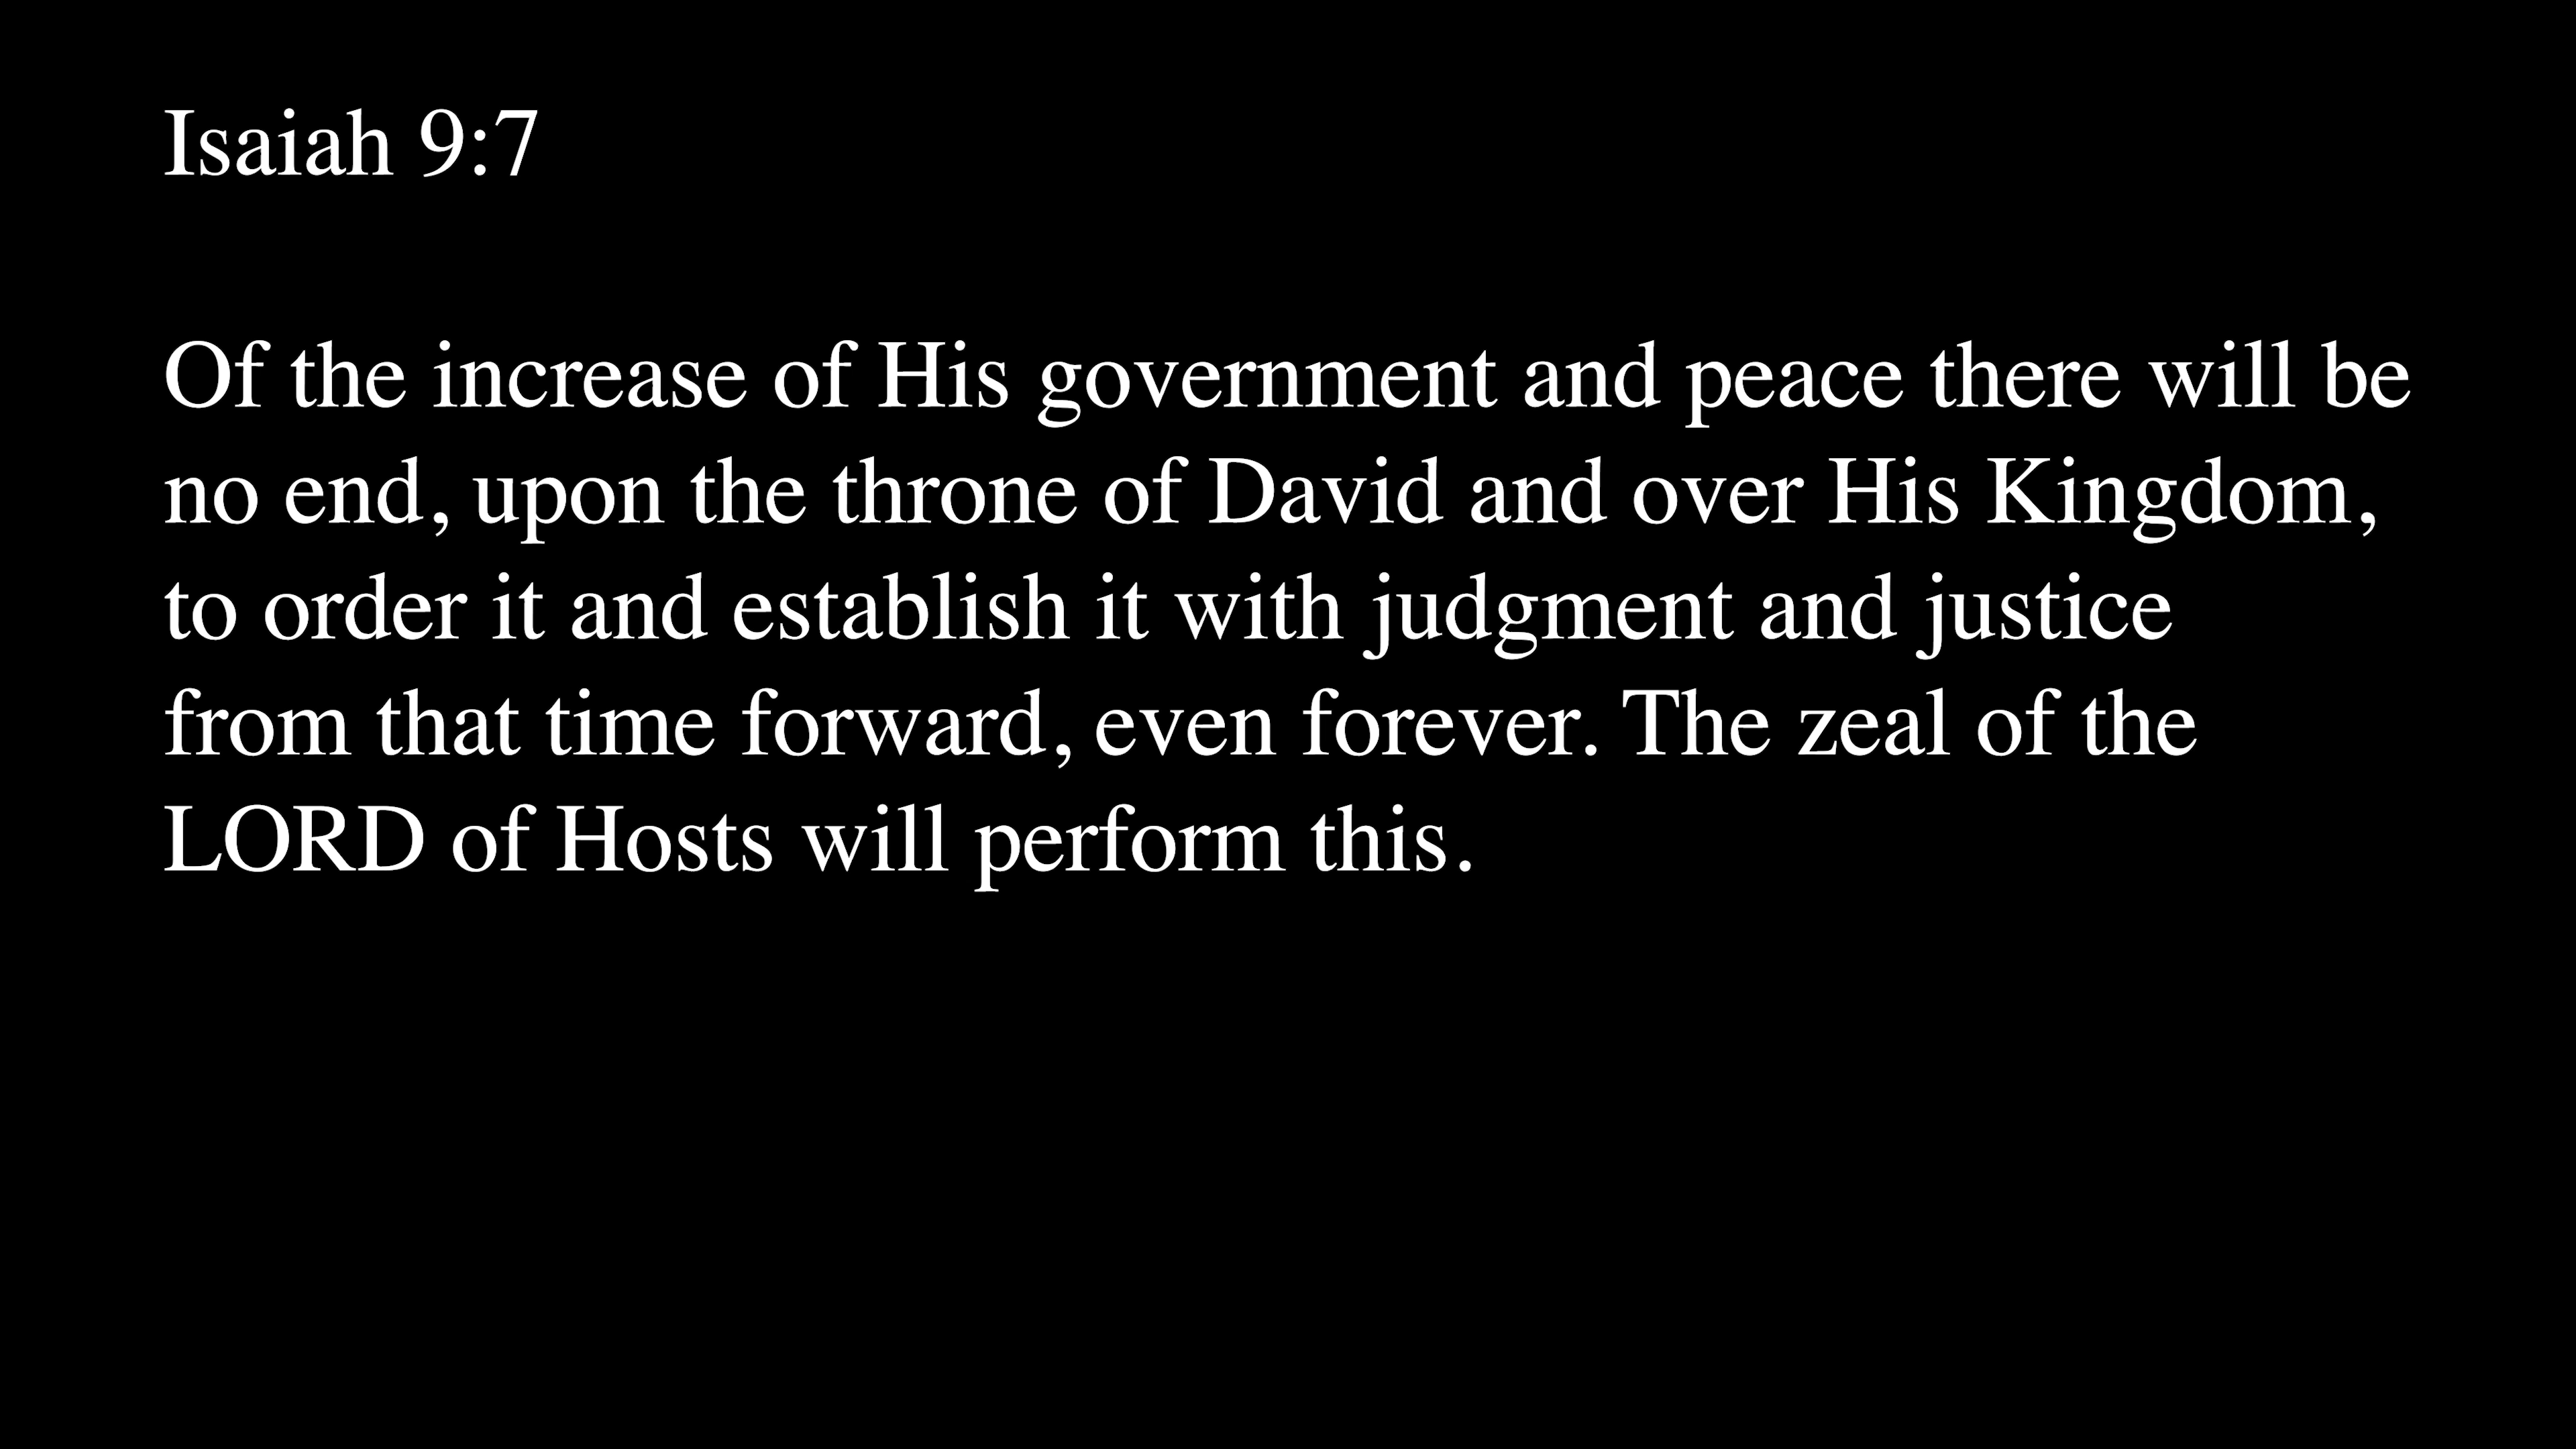 Isaiah 9:7
Of the increase of His government and peace there will be
no end, upon the throne of David and over His Kingdom,
to order it and establish it with judgment and justice
from that time forward, even forever. The zeal of the
LORD of Hosts will perform this.